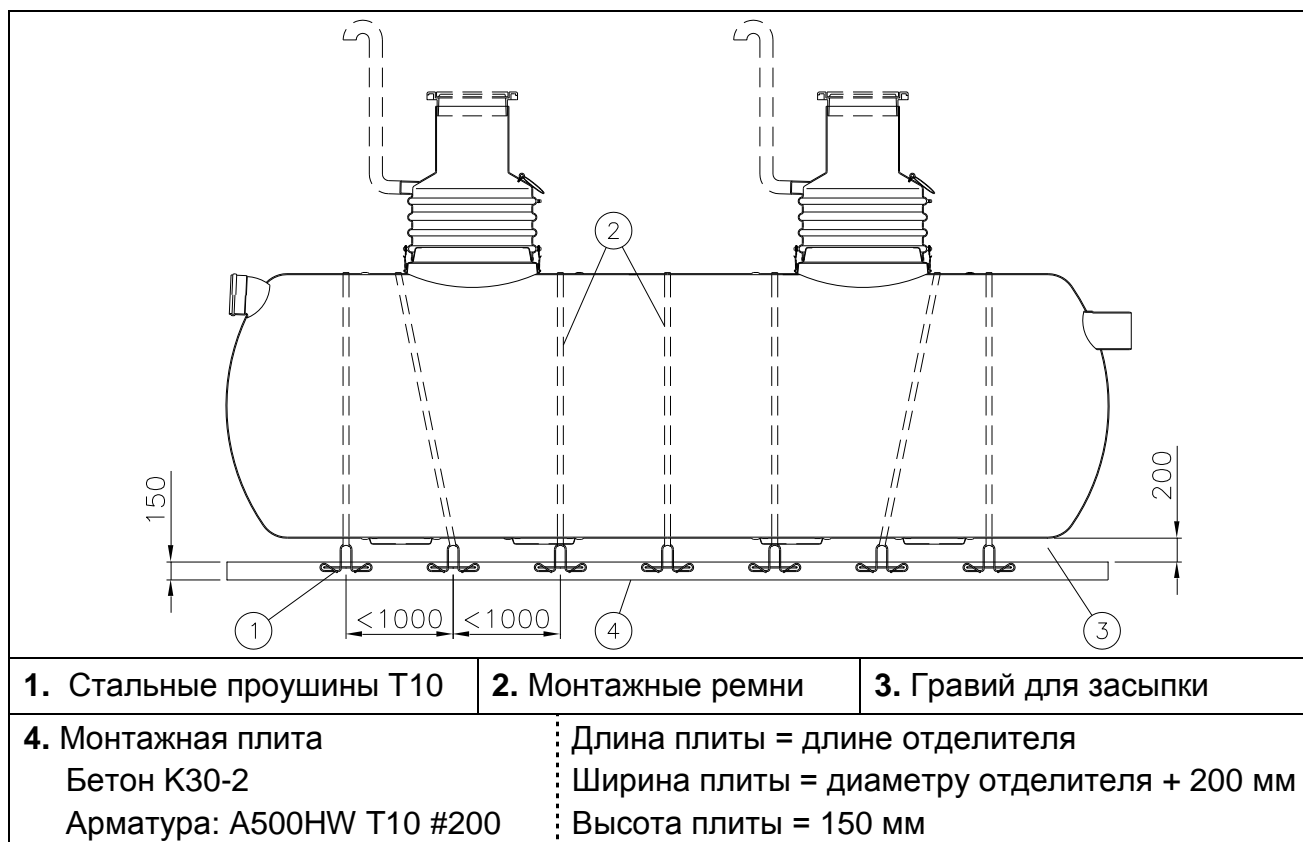 2
150
200
<1000
<1000
1
4
3
1. Стальные проушины T10
2. Монтажные ремни
3. Гравий для засыпки
4. Монтажная плита
Бетон K30-2
Арматура: A500HW T10 #200
Длина плиты = длине отделителя
Ширина плиты = диаметру отделителя + 200 мм
Высота плиты = 150 мм